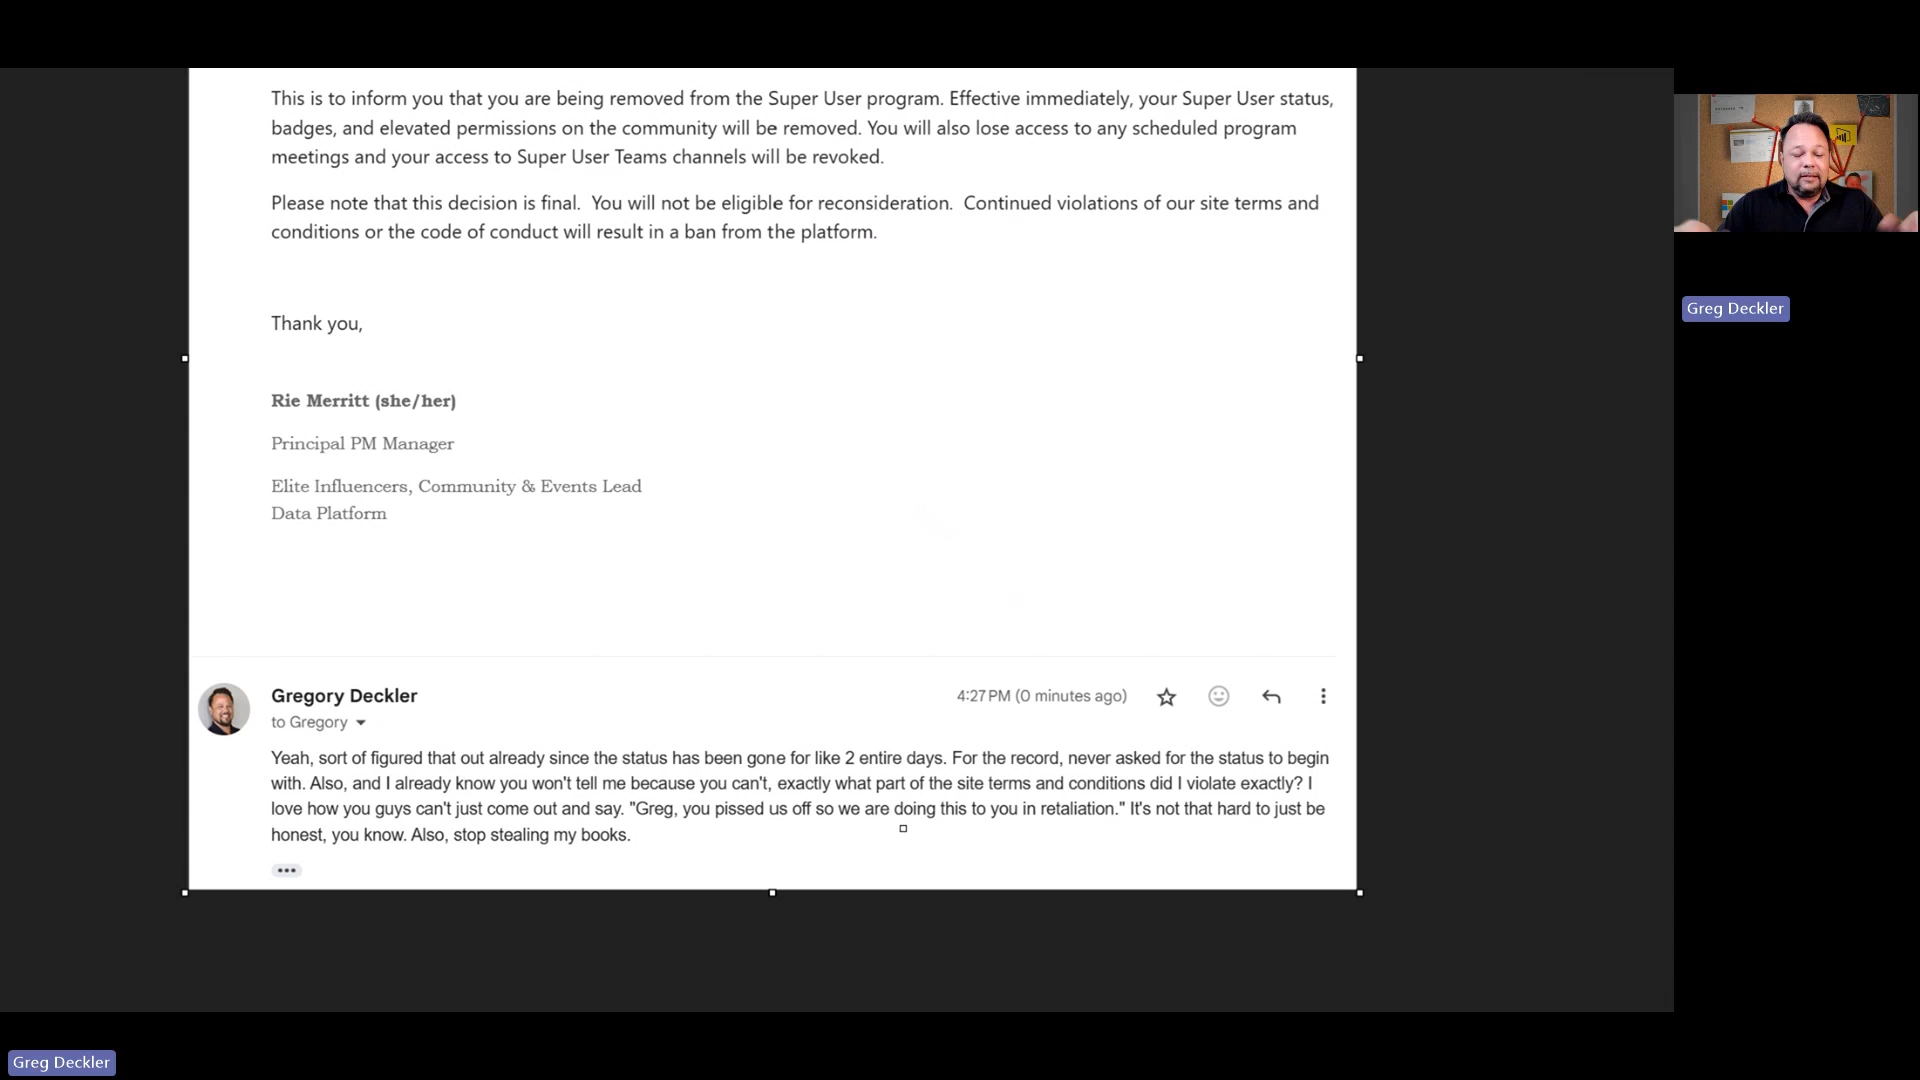 This is to inform you that you are being removed from the Super User program. Effective immediately, your Super User status,
badges, and elevated permissions on the community will be removed. You will also lose access to any scheduled program
meetings and your access to Super User Teams channels will be revoked.
Please note that this decision is final.  You will not be eligible for reconsideration.  Continued violations of our site terms and
conditions or the code of conduct will result in a ban from the platform.
Thank you,
Rie Merritt (she/her)
Principal PM Manager
Elite Influencers, Community & Events Lead
Data Platform
Gregory Deckler
4:27 PM (0 minutes ago)
to Gregory
Yeah, sort of figured that out already since the status has been gone for like 2 entire days. For the record, never asked for the status to begin
with. Also, and I already know you won't tell me because you can't, exactly what part of the site terms and conditions did I violate exactly? I
love how you guys can't just come out and say. "Greg, you pissed us off so we are doing this to you in retaliation." It's not that hard to just be
honest, you know. Also, stop stealing my books.
Greg Deckler
Greg Deckler